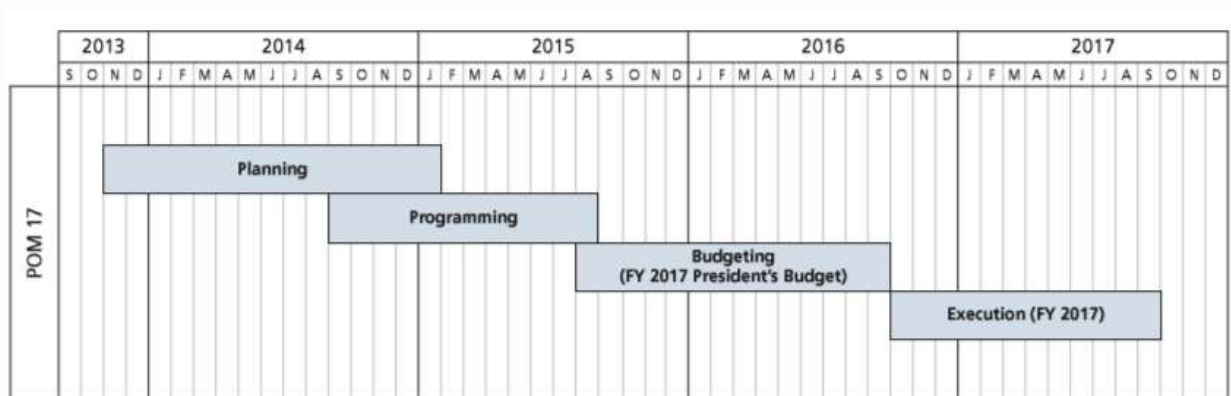 2013 2014 2015 2016 2017
S O N D J F M A M J J A S O N D J F M A M J J A S O N D J F M A M J J A S O N D J F M A M J J A S O N D
POM 17
Planning
Programming
Budgeting
(FY 2017 President's Budget)
Execution (FY 2017)